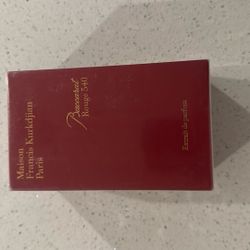 Maison
Francis Kurkdjian
Paris
Baccarat
Rouge 540
Extrait de parfum